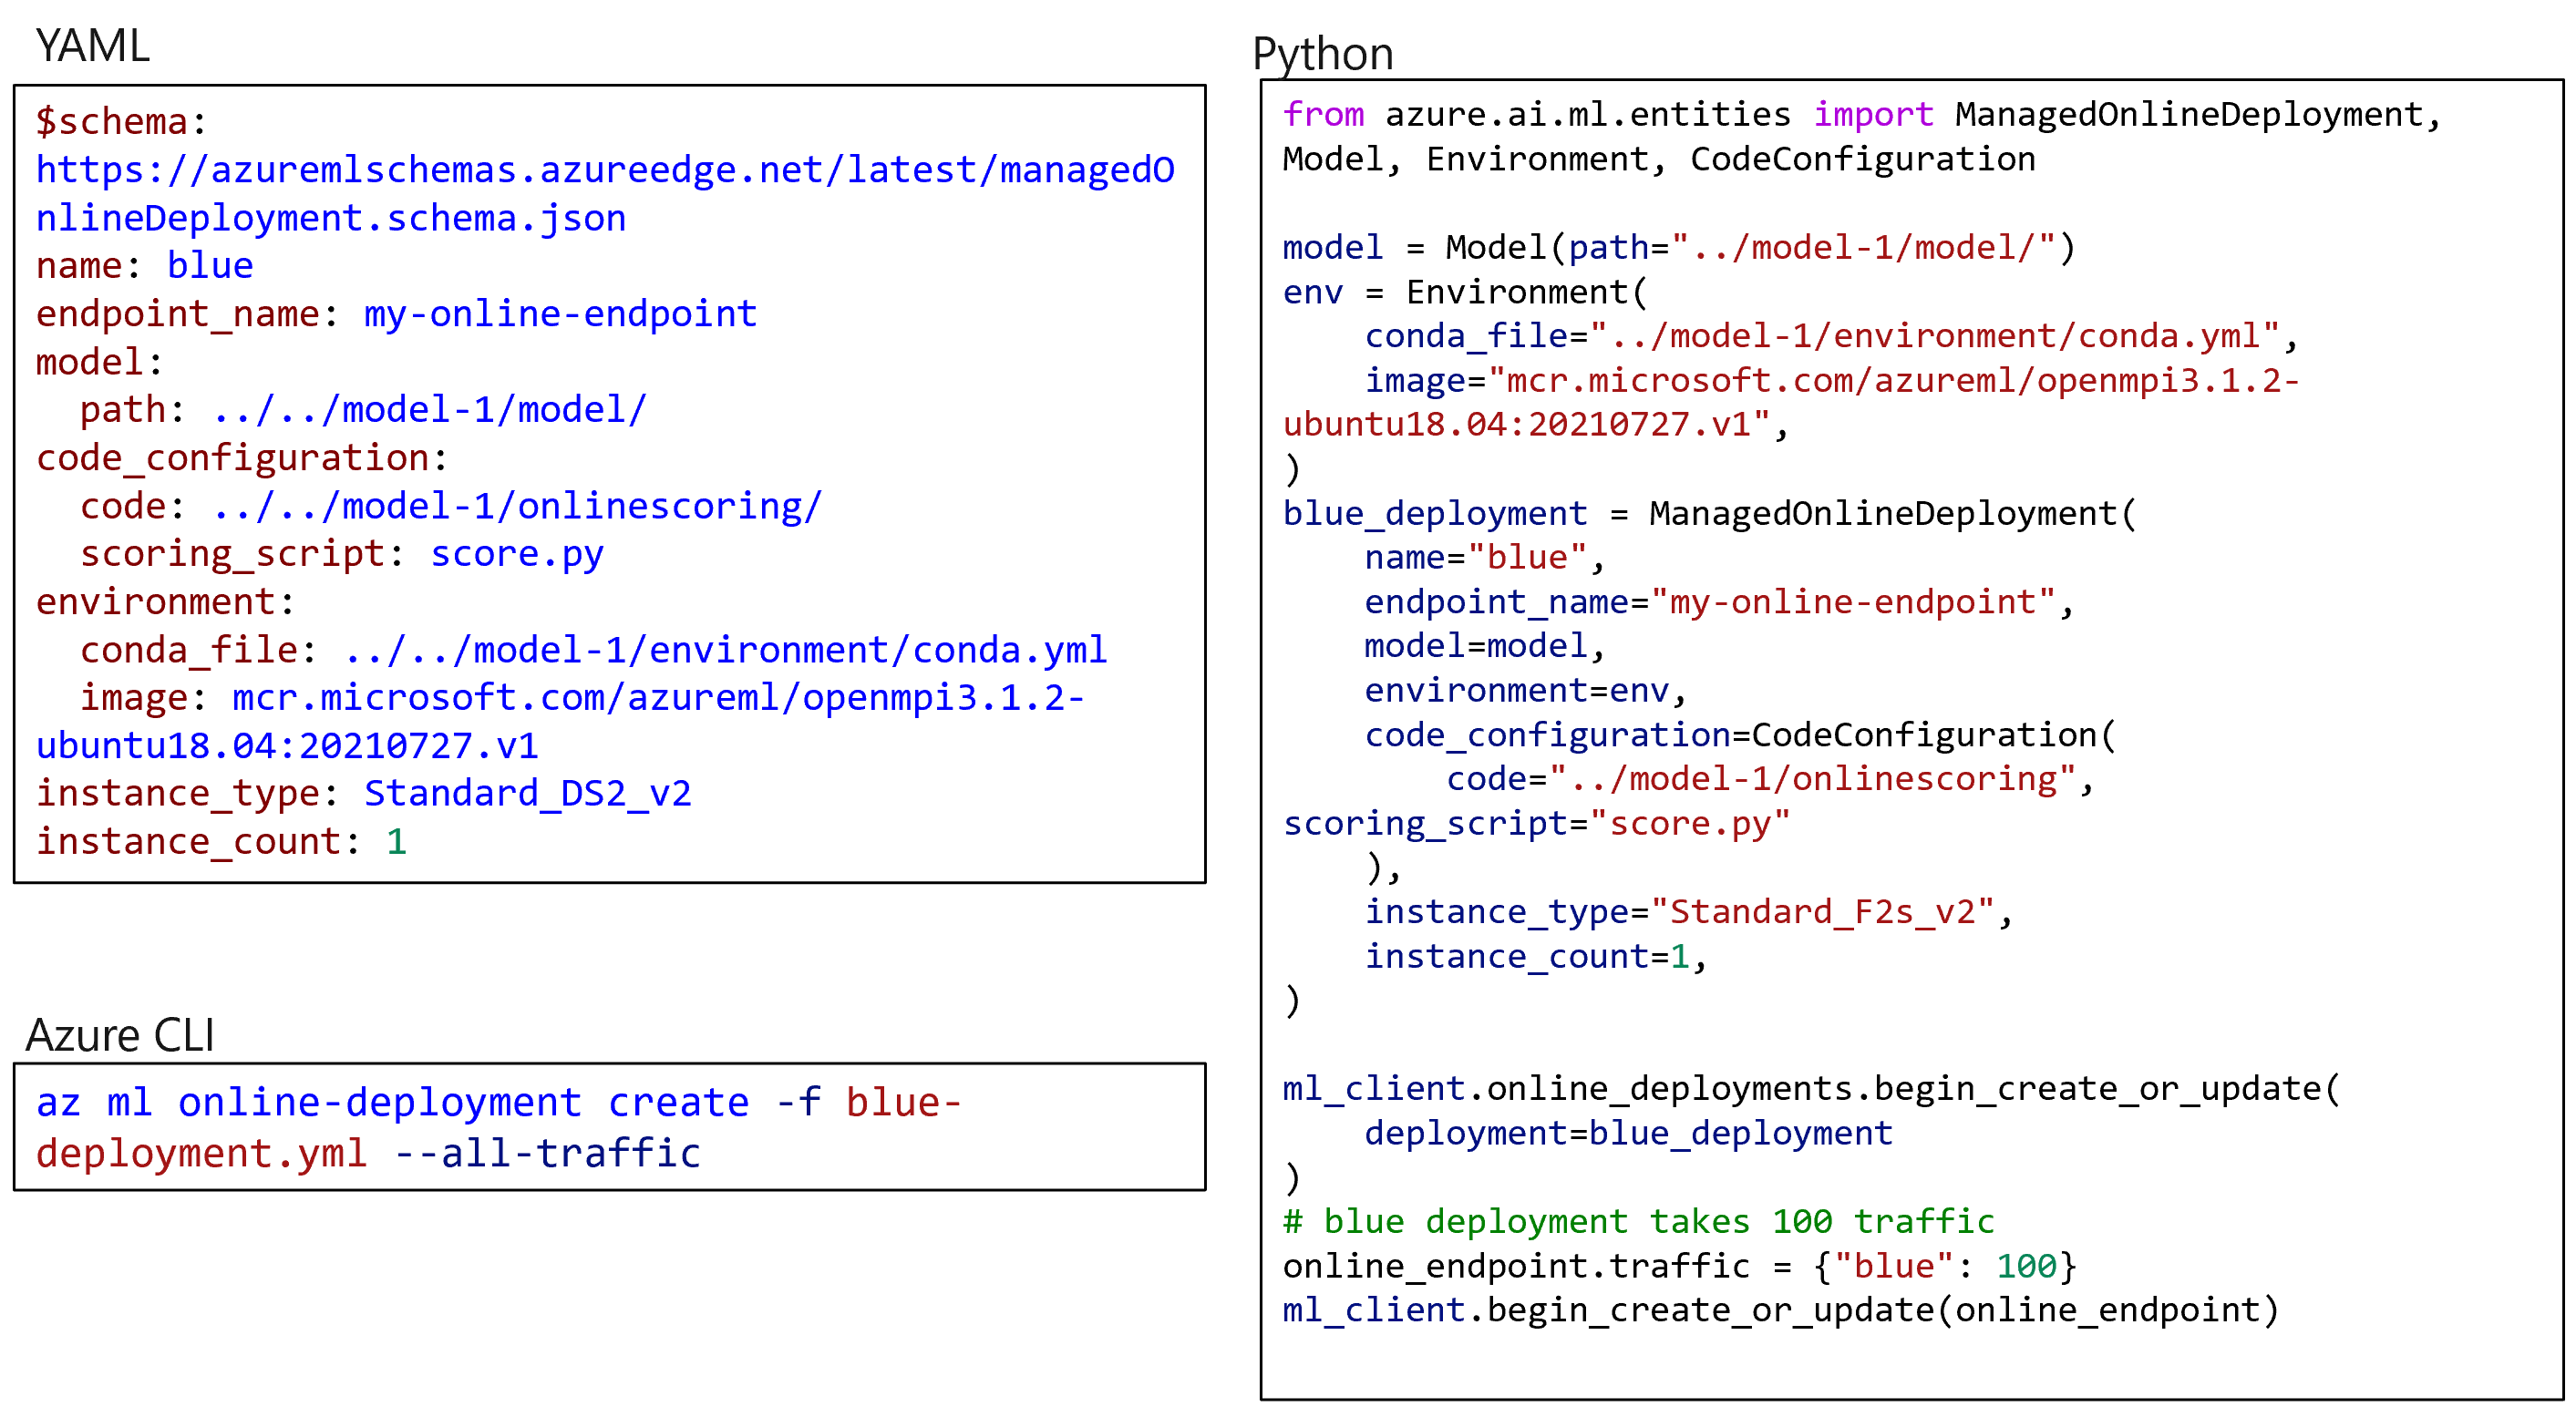 YAML
$schema:
https://azuremlschemas.azureedge.net/latest/managedO
nlineDeployment.schema.json
name: blue
endpoint_name: my-online-endpoint
model:
  path: ../../model-1/model/
code_configuration:
  code: ../../model-1/onlinescoring/
  scoring_script: score.py
environment:
  conda_file: ../../model-1/environment/conda.yml
  image: mcr.microsoft.com/azureml/openmpi3.1.2-
ubuntu18.04:20210727.v1
instance_type: Standard_DS2_v2
instance_count: 1
Azure CLI
az ml online-deployment create -f blue-
deployment.yml --all-traffic
Python
from azure.ai.ml.entities import ManagedOnlineDeployment,
Model, Environment, CodeConfiguration
model = Model(path="../model-1/model/")
env = Environment(
    conda_file="../model-1/environment/conda.yml",
    image="mcr.microsoft.com/azureml/openmpi3.1.2-
ubuntu18.04:20210727.v1",
)
blue_deployment = ManagedOnlineDeployment(
    name="blue",
    endpoint_name="my-online-endpoint",
    model=model,
    environment=env,
    code_configuration=CodeConfiguration(
        code="../model-1/onlinescoring",
scoring_script="score.py"
    ),
    instance_type="Standard_F2s_v2",
    instance_count=1,
)
ml_client.online_deployments.begin_create_or_update(
    deployment=blue_deployment
)
# blue deployment takes 100 traffic
online_endpoint.traffic = {"blue": 100}
ml_client.begin_create_or_update(online_endpoint)